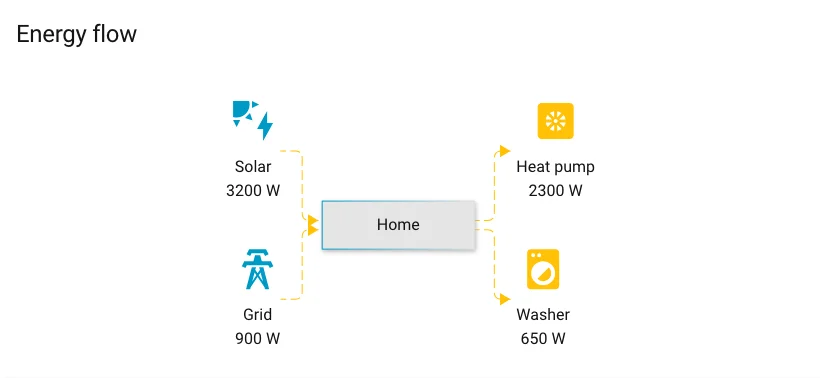 Energy flow
Solar
3200 W
Heat pump
2300 W
Home
Grid
900 W
Washer
650 W